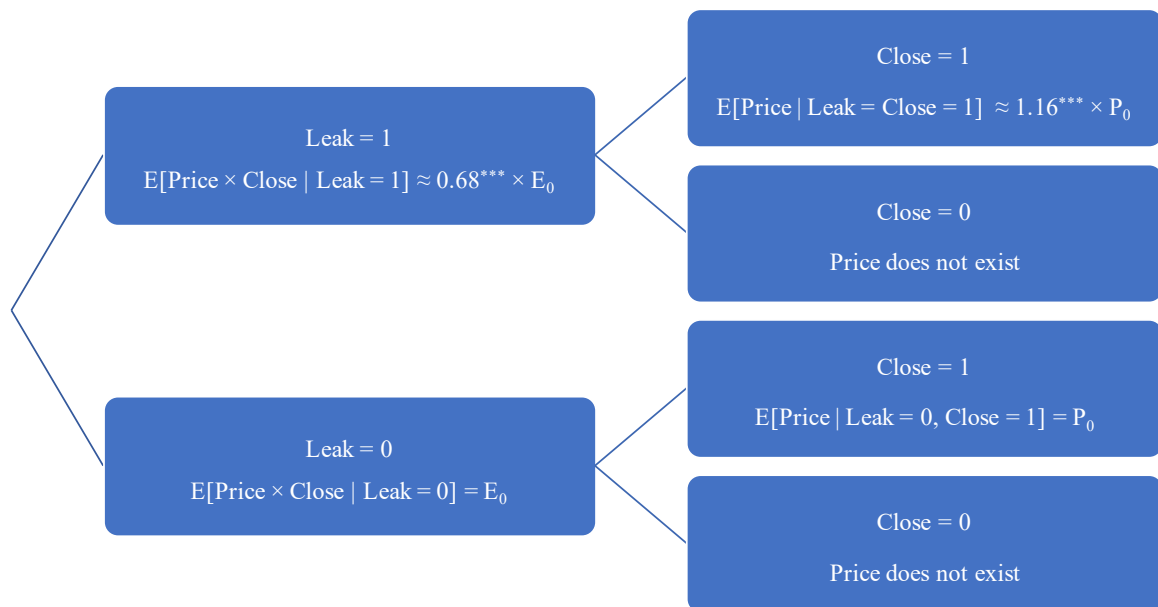 Leak = 1
E[Price × Close | Leak = 1] ≈ 0.68*** × E₀
Close = 1
E[Price | Leak = Close = 1] ≈ 1.16*** × P₀
Close = 0
Price does not exist
Leak = 0
E[Price × Close | Leak = 0] = E₀
Close = 1
E[Price | Leak = 0, Close = 1] = P₀
Close = 0
Price does not exist